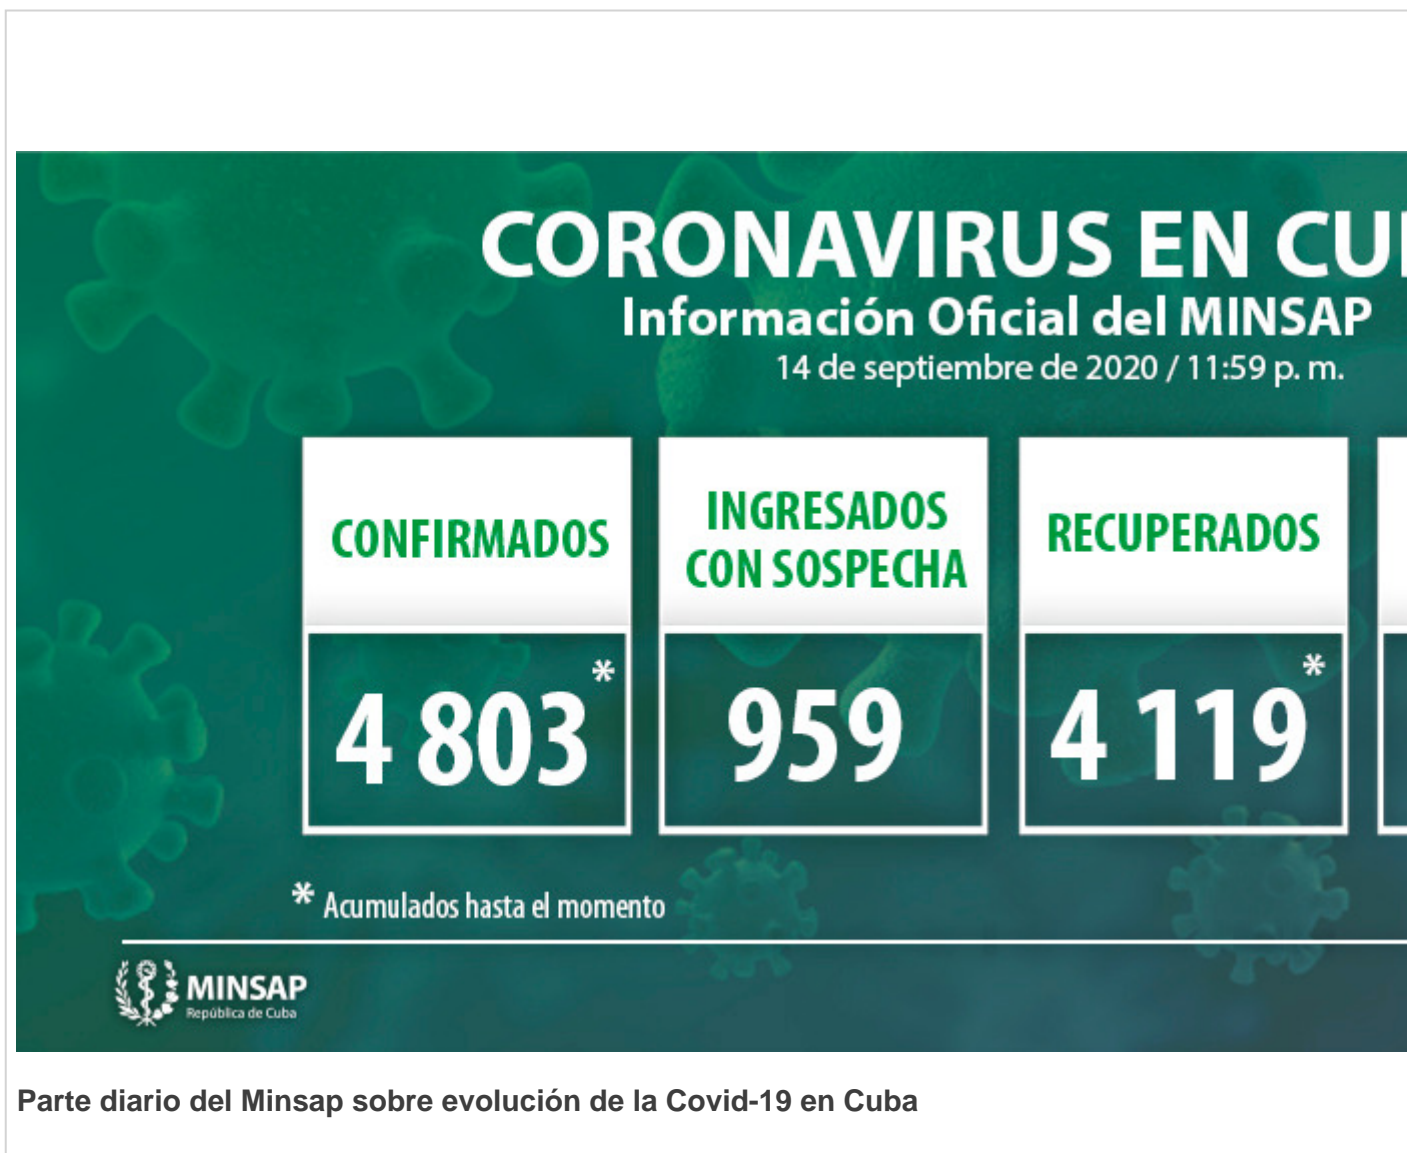 CORONAVIRUS EN CU
Información Oficial del MINSAP
14 de septiembre de 2020 / 11:59 p. m.
CONFIRMADOS
4 803*
INGRESADOS
CON SOSPECHA
959
RECUPERADOS
4 119*
* Acumulados hasta el momento
MINSAP
República de Cuba
Parte diario del Minsap sobre evolución de la Covid-19 en Cuba